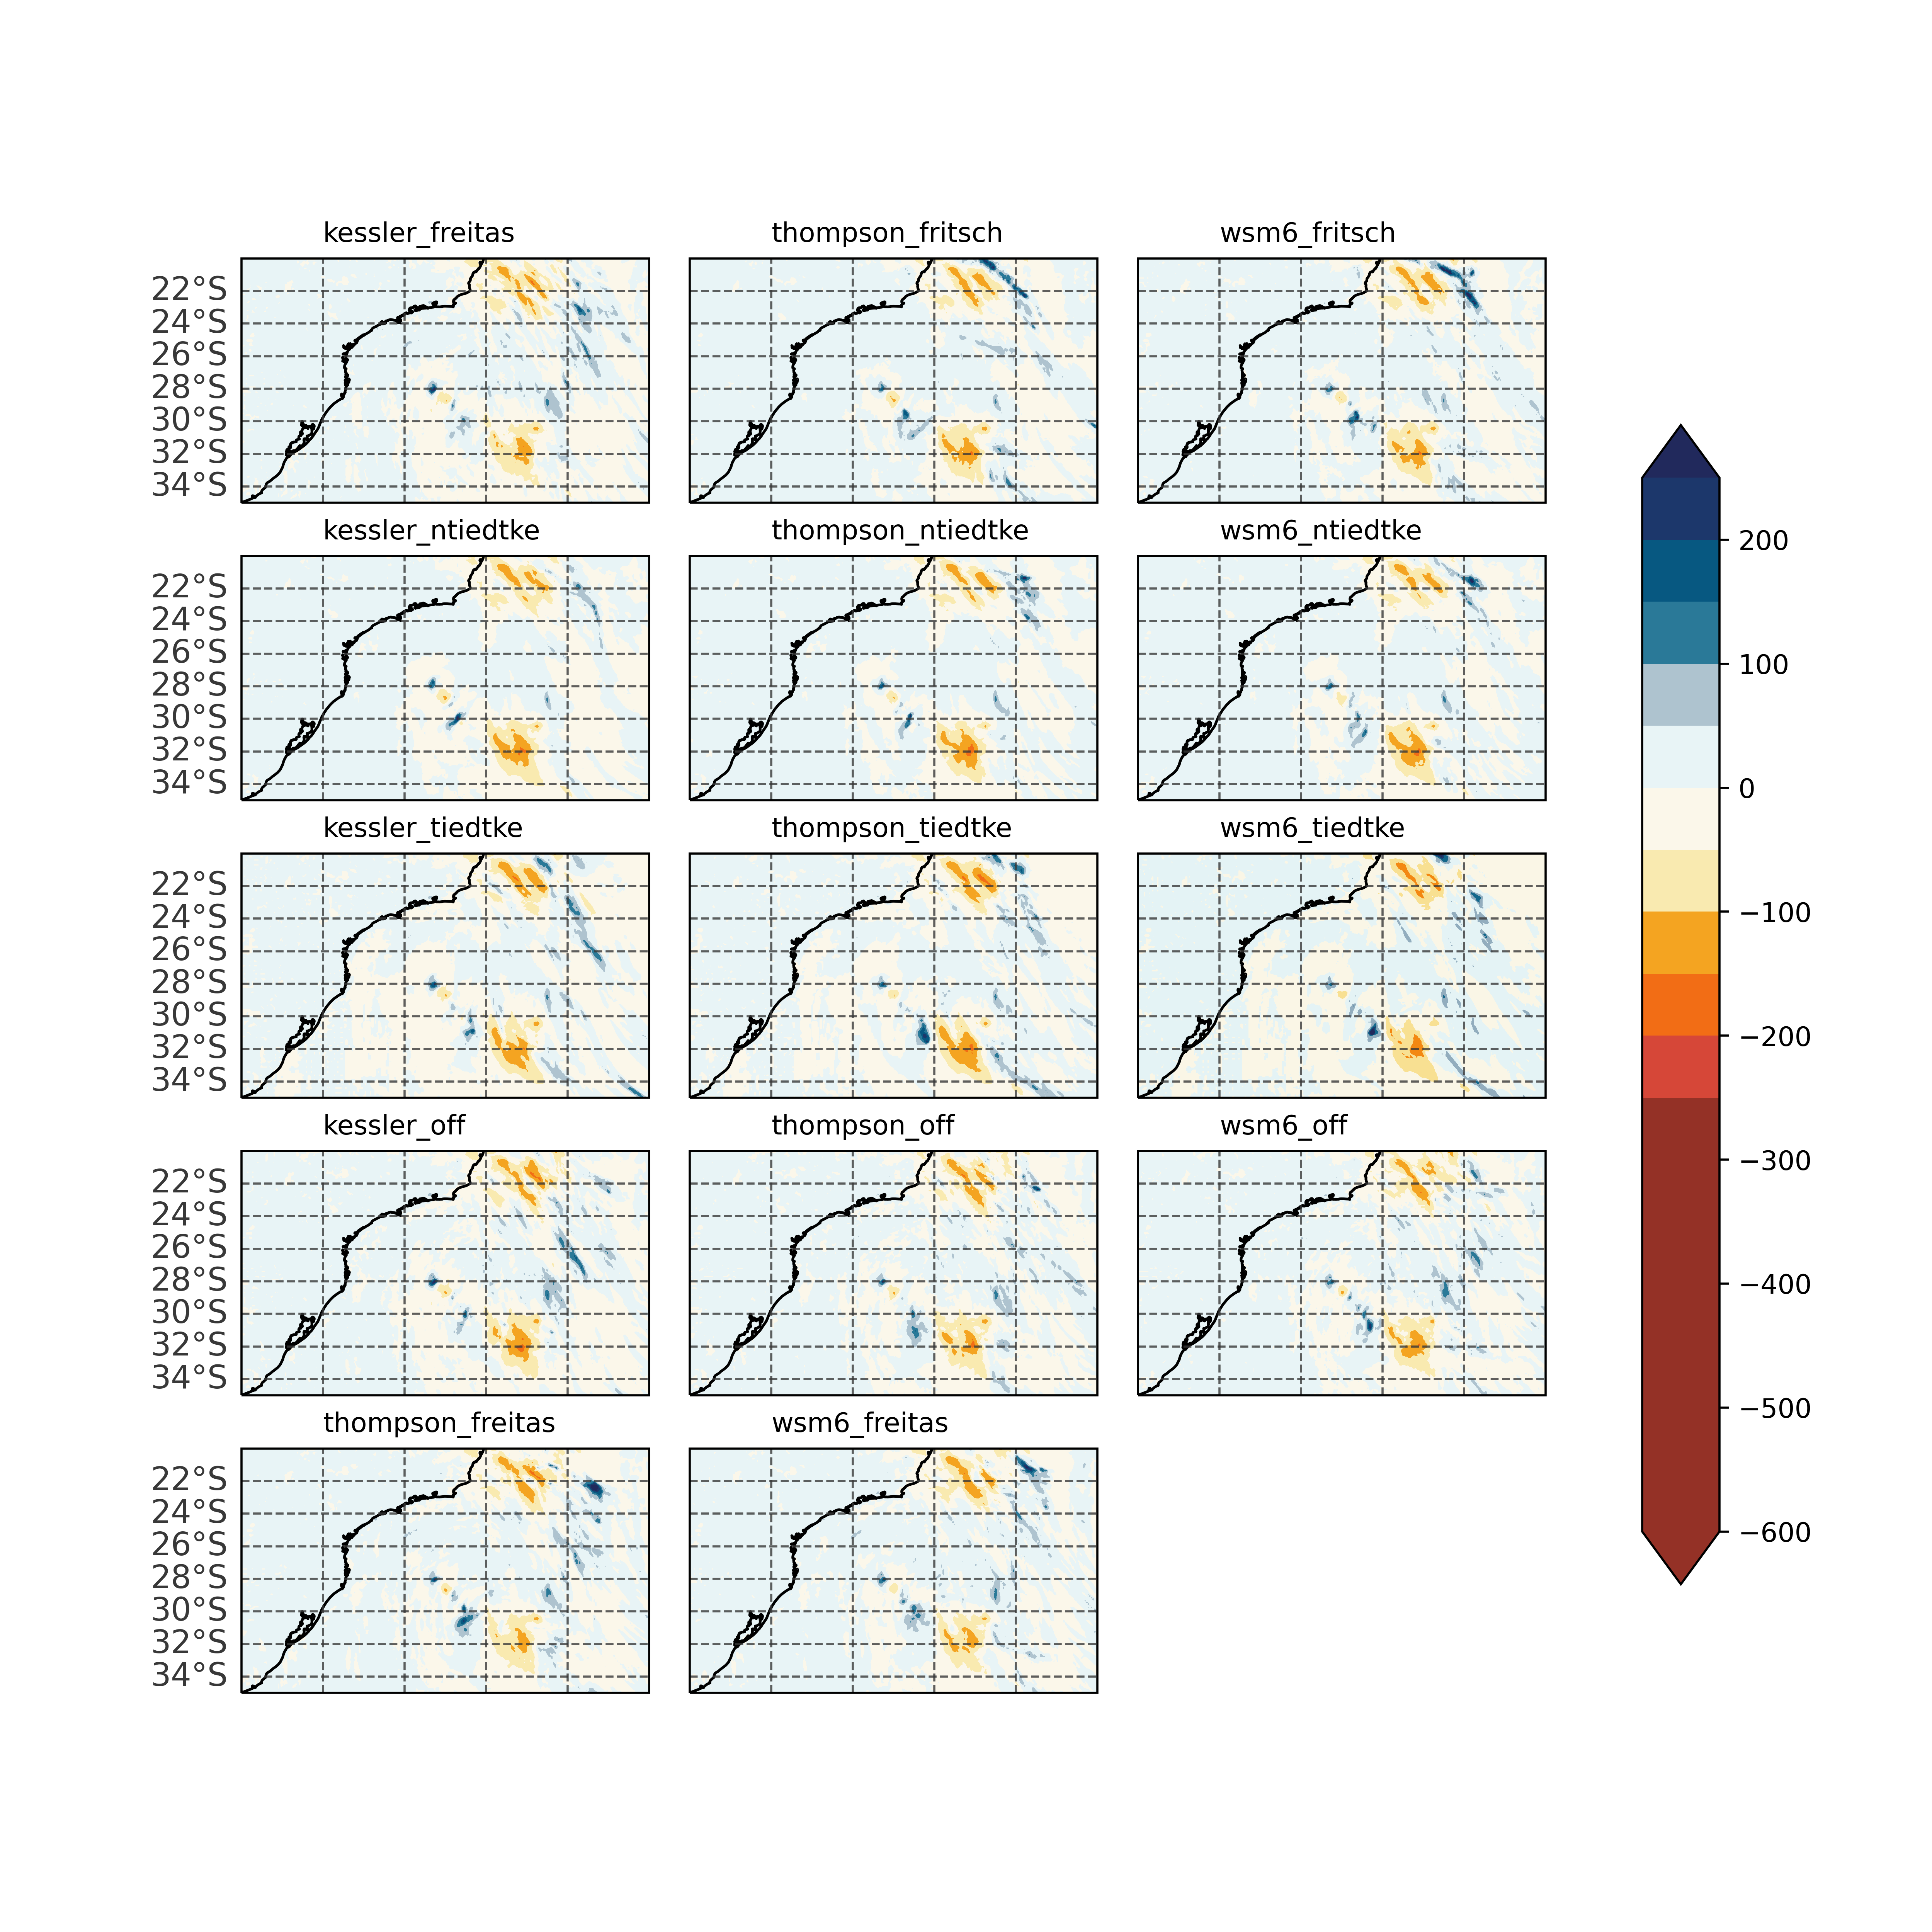 kessler_freitas
thompson_fritsch
wsm6_fritsch
22°S
24°S
26°S
28°S
30°S
32°S
34°S
kessler_ntiedtke
thompson_ntiedtke
wsm6_ntiedtke
22°S
24°S
26°S
28°S
30°S
32°S
34°S
kessler_tiedtke
thompson_tiedtke
wsm6_tiedtke
22°S
24°S
26°S
28°S
30°S
32°S
34°S
kessler_off
thompson_off
wsm6_off
22°S
24°S
26°S
28°S
30°S
32°S
34°S
thompson_freitas
wsm6_freitas
22°S
24°S
26°S
28°S
30°S
32°S
34°S
200
100
0
−100
−200
−300
−400
−500
−600